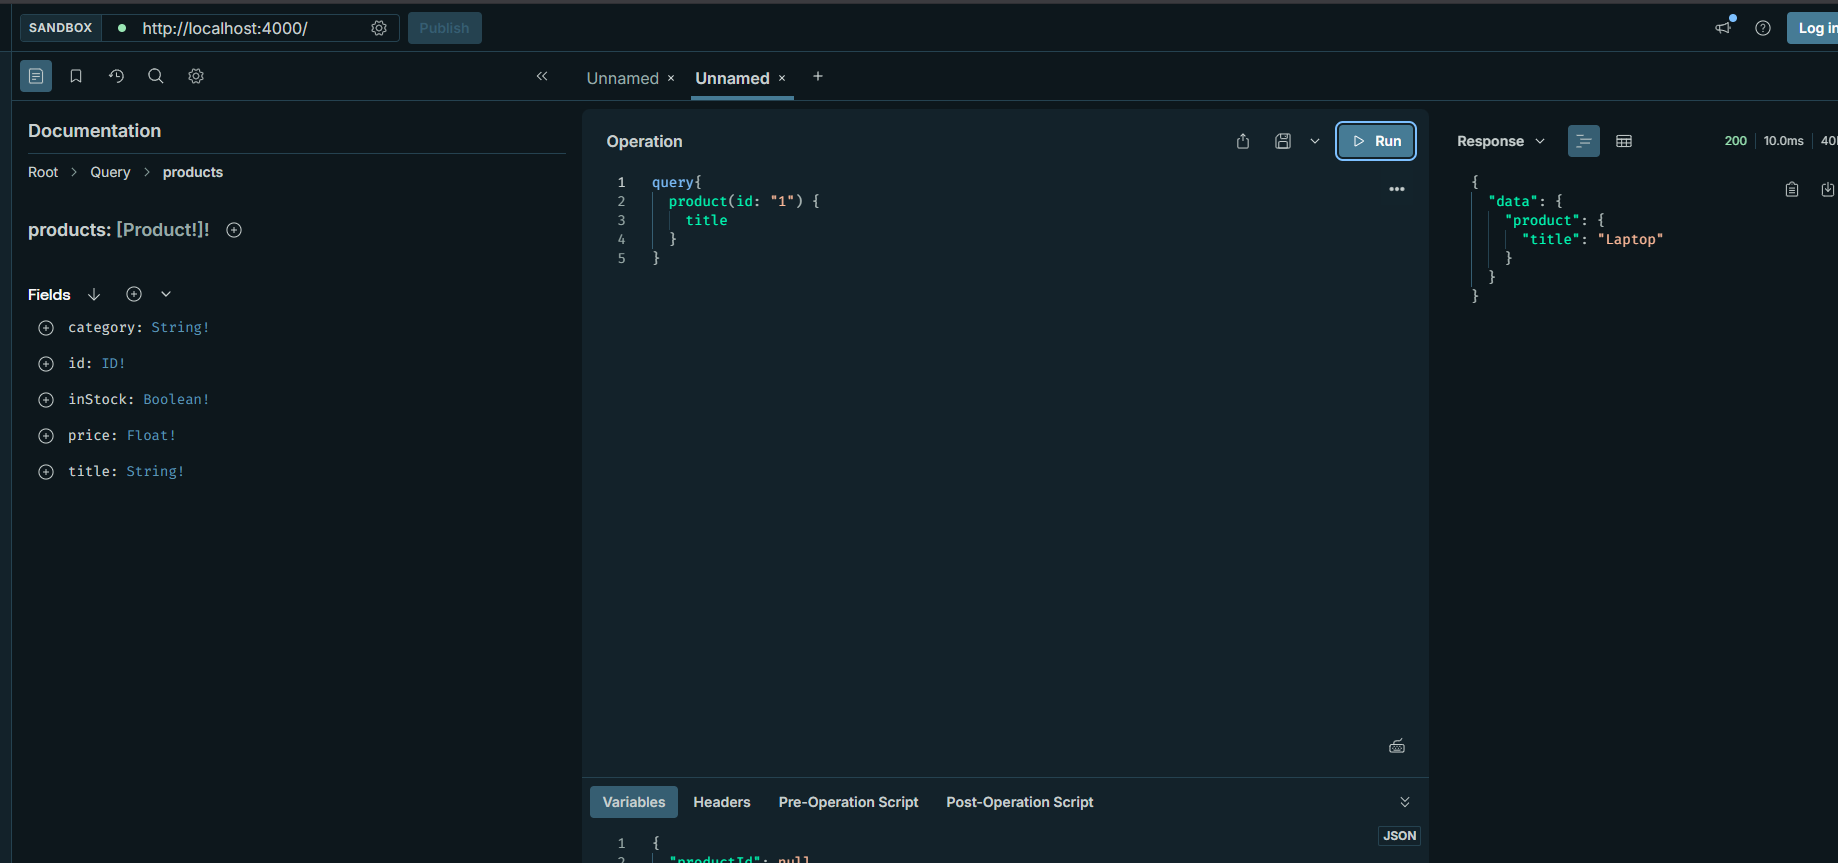 SANDBOX http://localhost:4000/ Publish Log in
Unnamed × Unnamed × +
Documentation
Root > Query > products
products: [Product!]!
Fields
category: String!
id: ID!
inStock: Boolean!
price: Float!
title: String!
Operation Run
1 query{
2 product(id: "1") {
3 title
4 }
5 }
Variables Headers Pre-Operation Script Post-Operation Script
JSON
1 {
2 "productId": null
Response 200 10.0ms
{
"data": {
"product": {
"title": "Laptop"
}
}
}